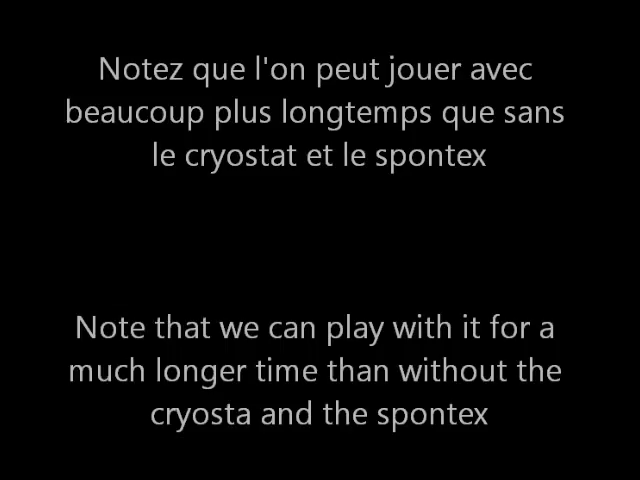 Notez que l'on peut jouer avec
beaucoup plus longtemps que sans
le cryostat et le spontex
Note that we can play with it for a
much longer time than without the
cryosta and the spontex